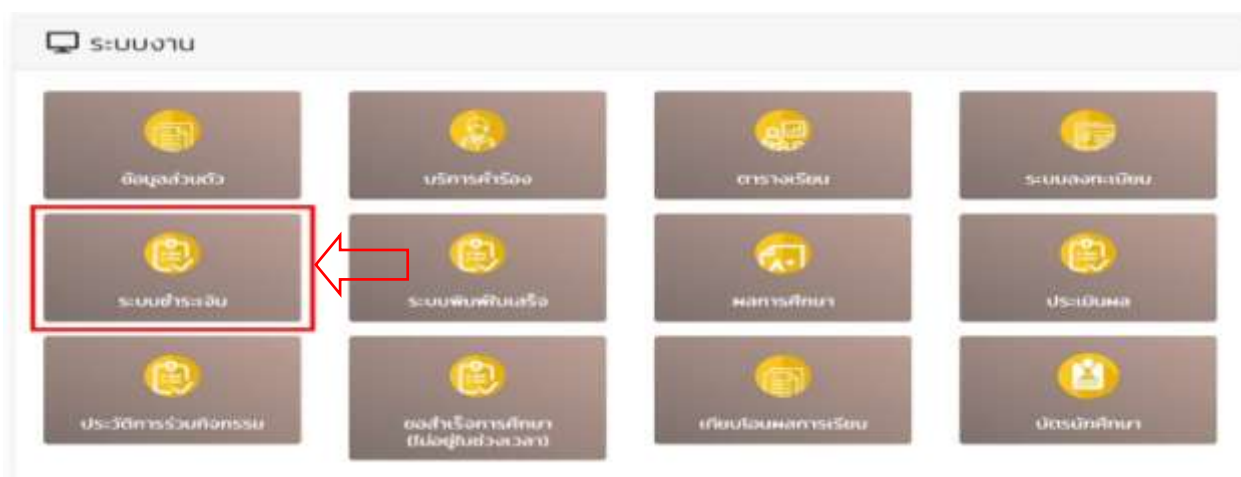 ระบบงาน
ข้อมูลส่วนตัว
บริการคำร้อง
ตารางเรียน
ระบบลงทะเบียน
ระบบชำระเงิน
ระบบพิมพ์ใบเสร็จ
ผลการศึกษา
ประเมินผล
ประวัติการร่วมกิจกรรม
ขอสำเร็จการศึกษา
(ไม่อยู่ในช่วงเวลา)
เทียบโอนผลการเรียน
บัตรนักศึกษา